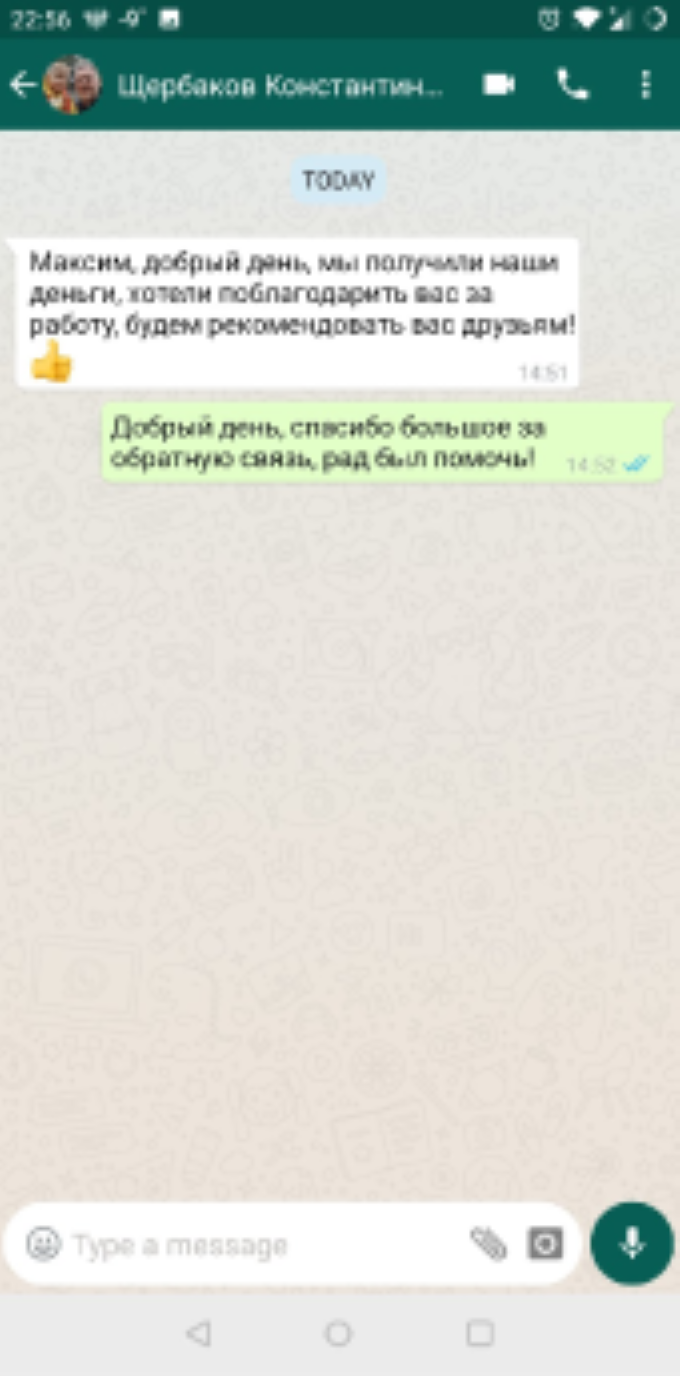 22:56 -9°
Щербаков Константин...
TODAY
Максим, добрый день, мы получили наши
деньги, хотели поблагодарить вас за
работу, будем рекомендовать вас друзьям!
👍
14:51
Добрый день, спасибо большое за
обратную связь, рад был помочь!
14:52
Type a message